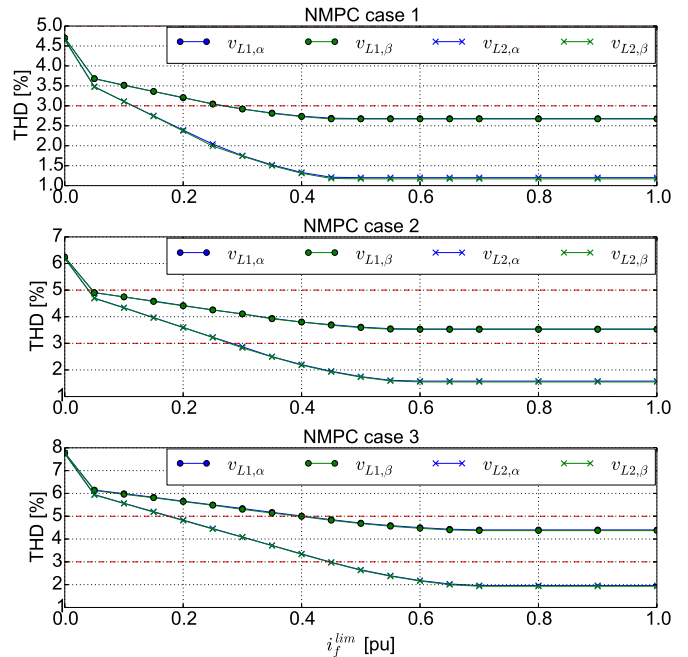 NMPC case 1
v_{L1,α} v_{L1,β} v_{L2,α} v_{L2,β}
THD [%]
5.0
4.5
4.0
3.5
3.0
2.5
2.0
1.5
1.0
0.0 0.2 0.4 0.6 0.8 1.0
NMPC case 2
v_{L1,α} v_{L1,β} v_{L2,α} v_{L2,β}
THD [%]
7
6
5
4
3
2
1
0.0 0.2 0.4 0.6 0.8 1.0
NMPC case 3
v_{L1,α} v_{L1,β} v_{L2,α} v_{L2,β}
THD [%]
8
7
6
5
4
3
2
1
0.0 0.2 0.4 0.6 0.8 1.0
i_f^{lim} [pu]